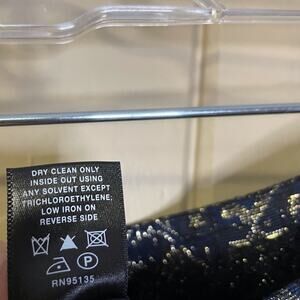 DRY CLEAN ONLY
INSIDE OUT USING
ANY SOLVENT EXCEPT
TRICHLOROETHYLENE,
LOW IRON ON
REVERSE SIDE
P
RN95135